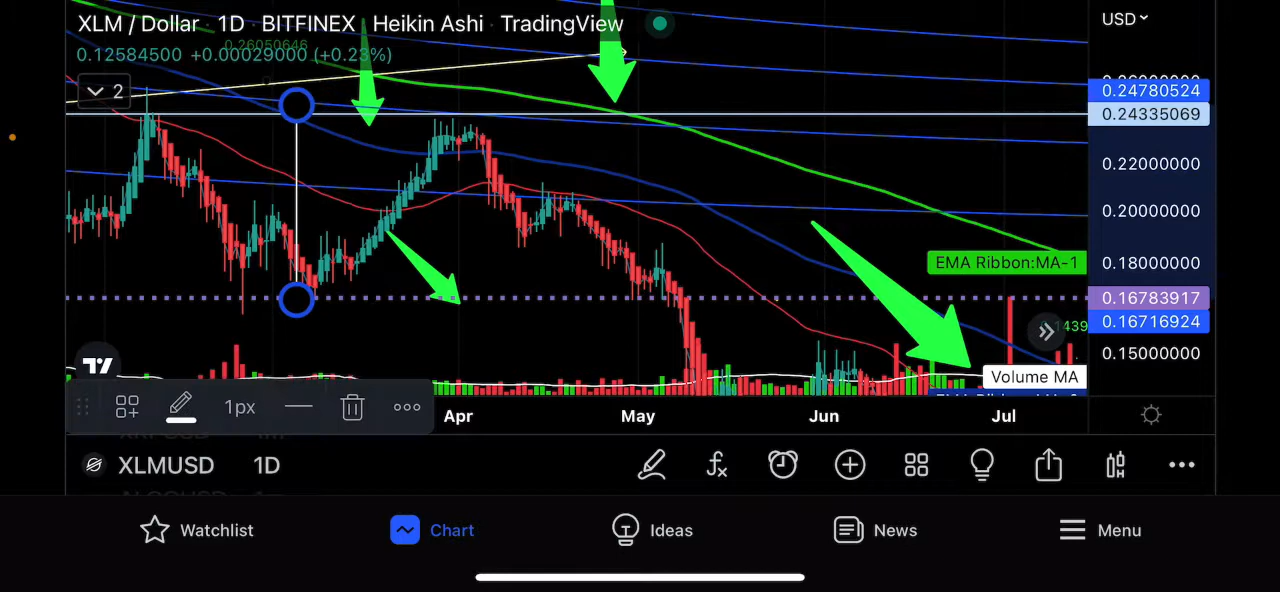 XLM / Dollar · 1D · BITFINEX · Heikin Ashi · TradingView
USD
0.26050646
0.12584500 +0.00029000 (+0.23%)
2
0.24780524
0.24335069
0.22000000
0.20000000
0.18000000
EMA Ribbon:MA-1
0.16783917
0.16716924
0.15000000
Volume MA
1px
Apr
May
Jun
Jul
XLMUSD
1D
Watchlist
Chart
Ideas
News
Menu